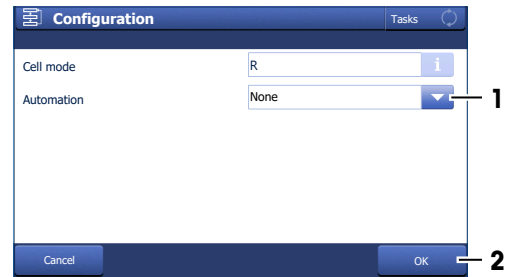 Configuration
Tasks
Cell mode
R
i
Automation
None
1
Cancel
OK
2